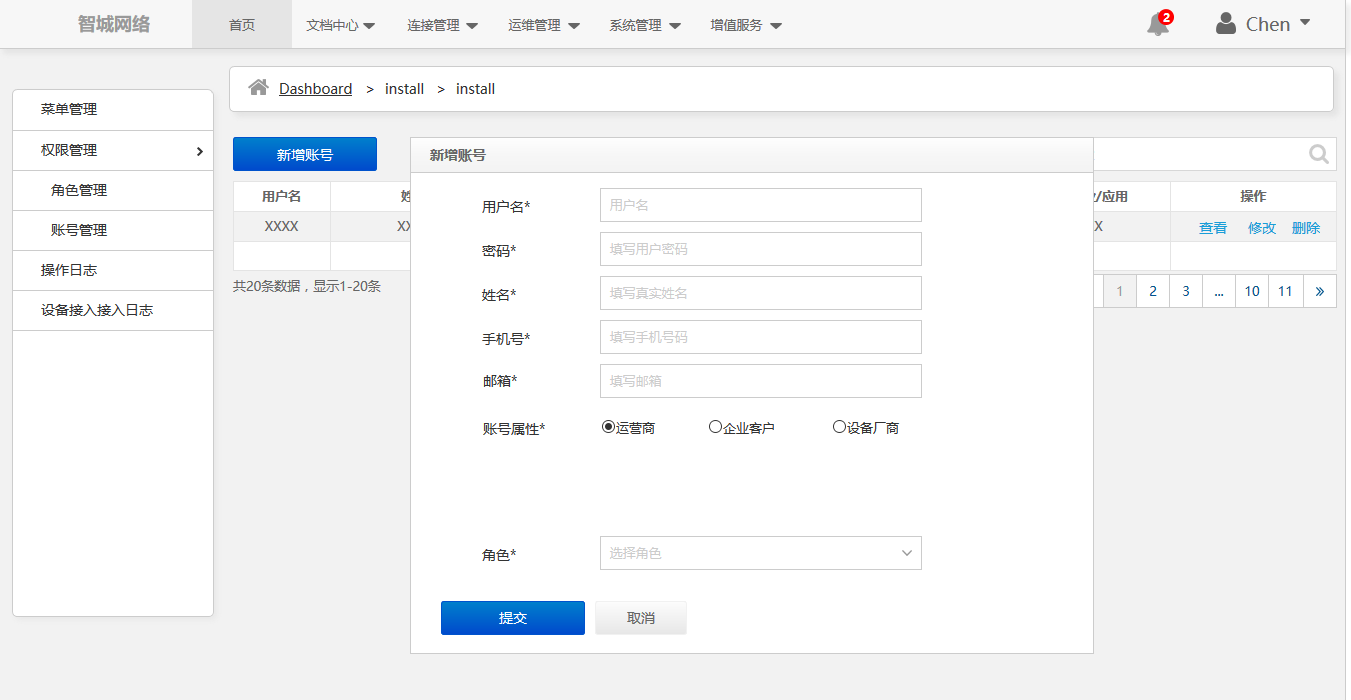 智城网络 首页 文档中心 连接管理 运维管理 系统管理 增值服务 2 Chen
Dashboard > install > install
菜单管理
权限管理
角色管理
账号管理
操作日志
设备接入接入日志
新增账号
用户名 操作
XXXX XX X 查看 修改 删除
/应用
共20条数据，显示1-20条
1 2 3 ... 10 11 »
新增账号
用户名* 用户名
密码* 填写用户密码
姓名* 填写真实姓名
手机号* 填写手机号码
邮箱* 填写邮箱
账号属性* 运营商 企业客户 设备厂商
角色* 选择角色
提交 取消